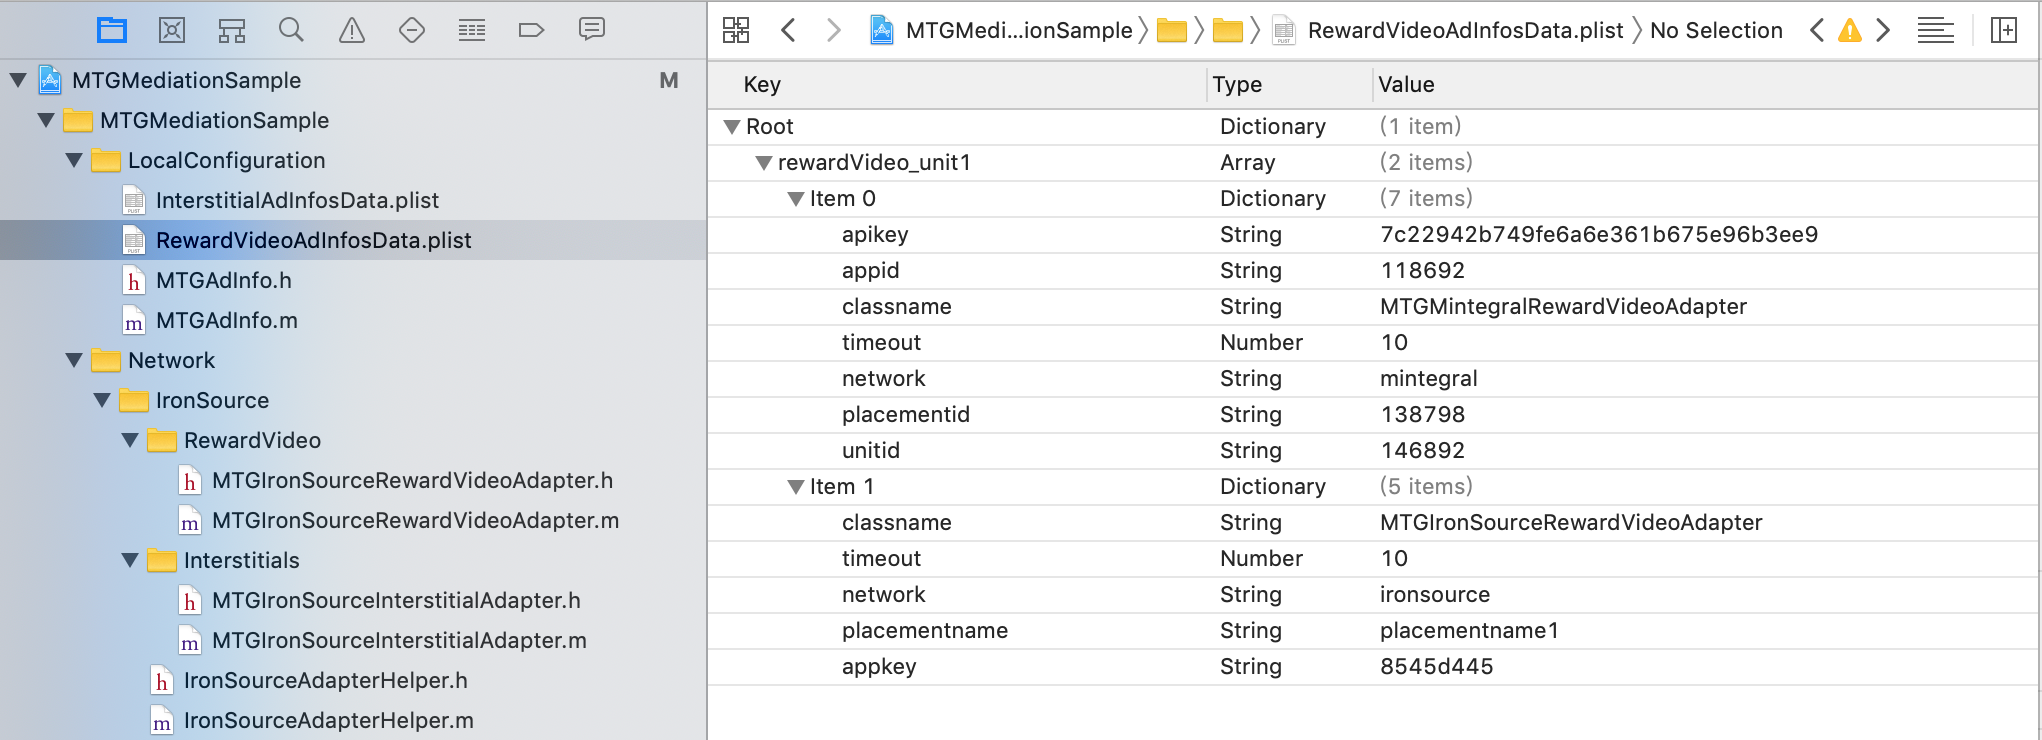 MTGMedi...ionSample
RewardVideoAdInfosData.plist
No Selection
MTGMediationSample M
MTGMediationSample
LocalConfiguration
InterstitialAdInfosData.plist
RewardVideoAdInfosData.plist
h MTGAdInfo.h
m MTGAdInfo.m
Network
IronSource
RewardVideo
h MTGIronSourceRewardVideoAdapter.h
m MTGIronSourceRewardVideoAdapter.m
Interstitials
h MTGIronSourceInterstitialAdapter.h
m MTGIronSourceInterstitialAdapter.m
h IronSourceAdapterHelper.h
m IronSourceAdapterHelper.m
Key Type Value
Root Dictionary (1 item)
rewardVideo_unit1 Array (2 items)
Item 0 Dictionary (7 items)
apikey String 7c22942b749fe6a6e361b675e96b3ee9
appid String 118692
classname String MTGMintegralRewardVideoAdapter
timeout Number 10
network String mintegral
placementid String 138798
unitid String 146892
Item 1 Dictionary (5 items)
classname String MTGIronSourceRewardVideoAdapter
timeout Number 10
network String ironsource
placementname String placementname1
appkey String 8545d445